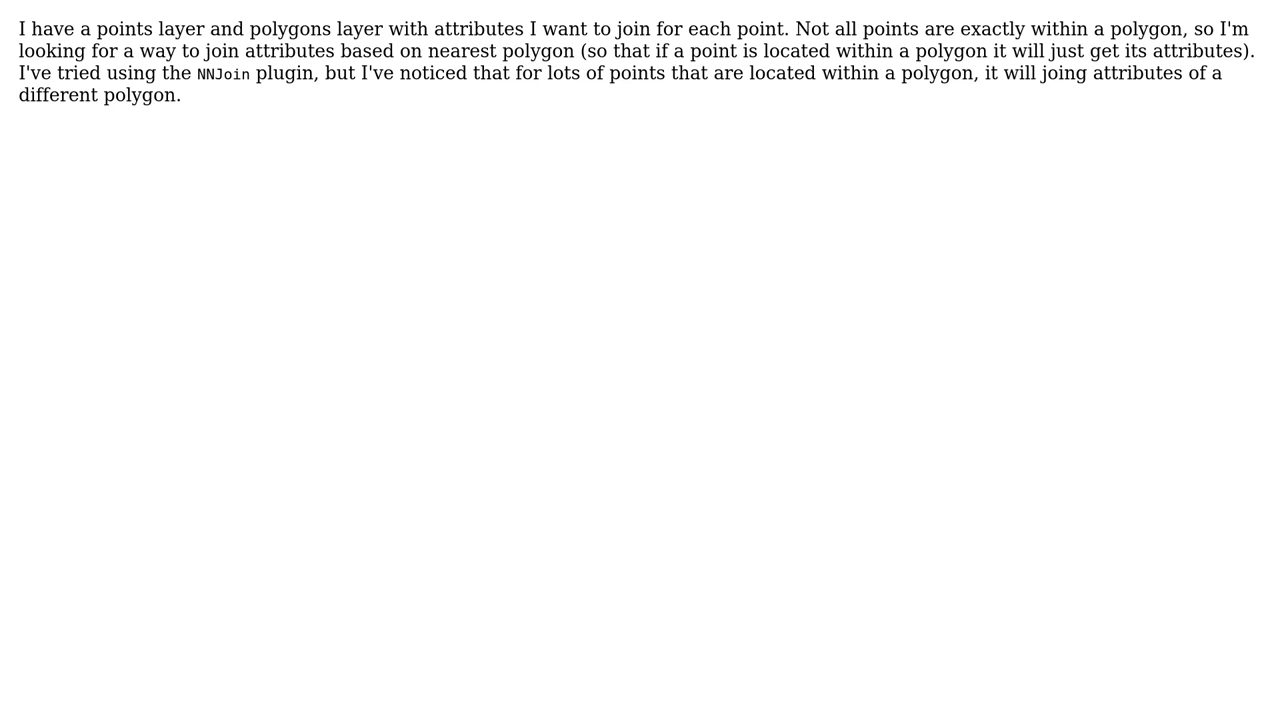 I have a points layer and polygons layer with attributes I want to join for each point. Not all points are exactly within a polygon, so I'm
looking for a way to join attributes based on nearest polygon (so that if a point is located within a polygon it will just get its attributes).
I've tried using the NNJoin plugin, but I've noticed that for lots of points that are located within a polygon, it will joing attributes of a
different polygon.